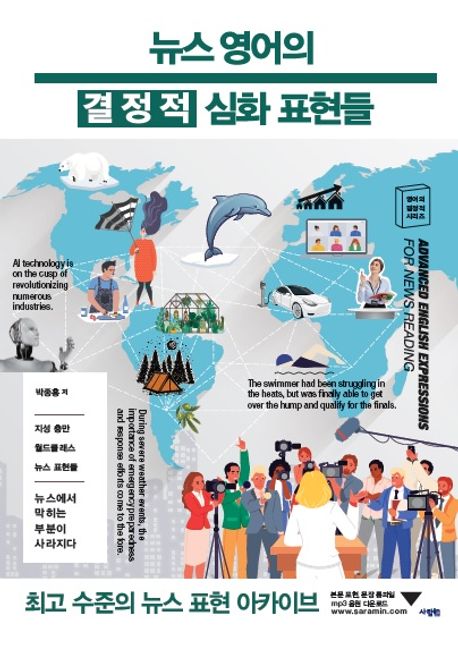 뉴스 영어의
결정적 심화 표현들
영어의
결정적
시리즈
ADVANCED ENGLISH EXPRESSIONS
FOR NEWS READING
AI technology is
on the cusp of
revolutionizing
numerous
industries.
The swimmer had been struggling in
the heats, but was finally able to get
over the hump and qualify for the finals.
During severe weather events, the
importance of emergency preparedness
and response efforts come to the fore.
박종홍 저
지성 충만
월드클래스
뉴스 표현들
뉴스에서
막히는
부분이
사라지다
최고 수준의 뉴스 표현 아카이브
본문 표현, 문장 통파일
mp3 음원 다운로드
www.saramin.com
사람in